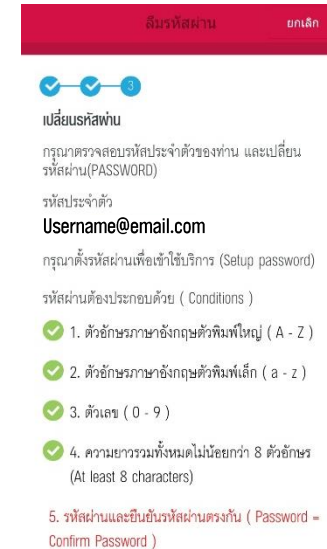 ลืมรหัสผ่าน ยกเลิก
3
เปลี่ยนรหัสผ่าน
กรุณาตรวจสอบรหัสประจำตัวของท่าน และเปลี่ยน
รหัสผ่าน(PASSWORD)
รหัสประจำตัว
Username@email.com
กรุณาตั้งรหัสผ่านเพื่อเข้าใช้บริการ (Setup password)
รหัสผ่านต้องประกอบด้วย ( Conditions )
1. ตัวอักษรภาษาอังกฤษตัวพิมพ์ใหญ่ ( A - Z )
2. ตัวอักษรภาษาอังกฤษตัวพิมพ์เล็ก ( a - z )
3. ตัวเลข ( 0 - 9 )
4. ความยาวรวมทั้งหมดไม่น้อยกว่า 8 ตัวอักษร
(At least 8 characters)
5. รหัสผ่านและยืนยันรหัสผ่านตรงกัน ( Password =
Confirm Password )